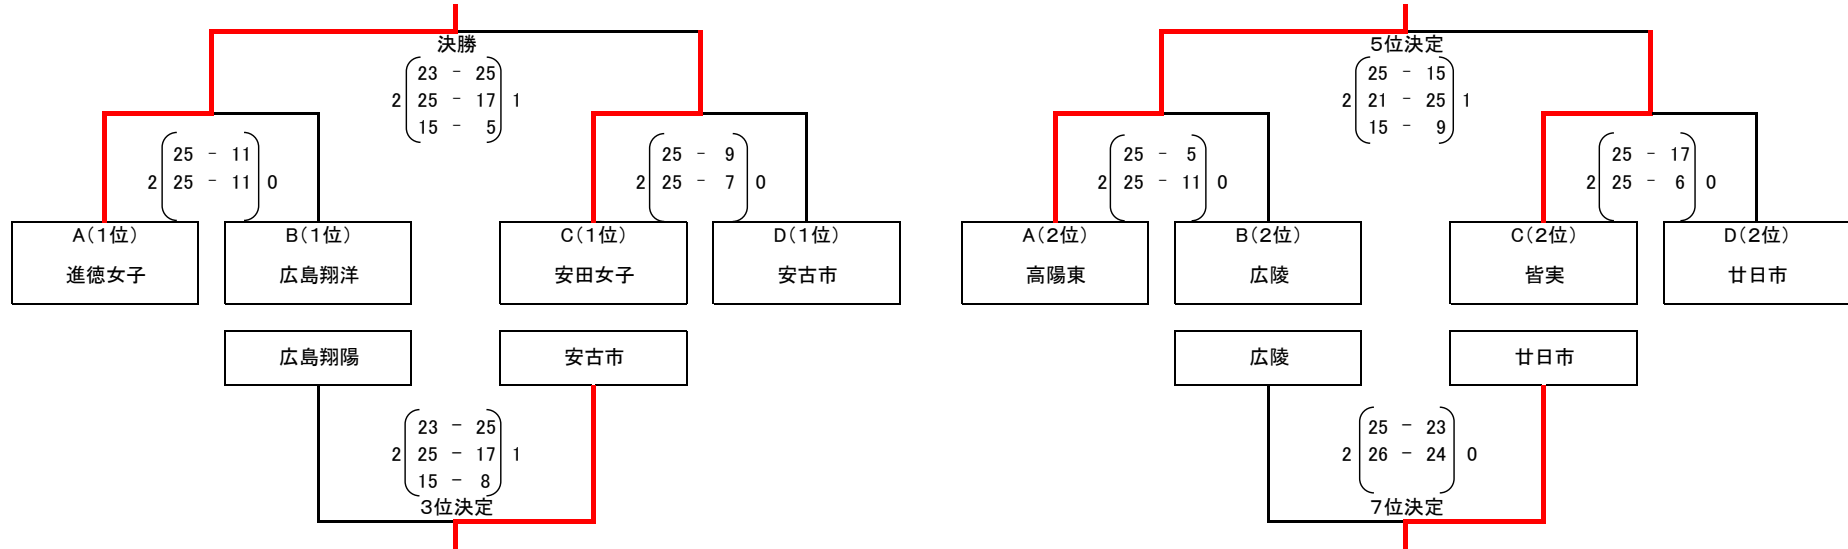 決勝
23 － 25
2 25 － 17 1
15 － 5
25 － 11
2 25 － 11 0
25 － 9
2 25 － 7 0
A(1位)
進徳女子
B(1位)
広島翔洋
C(1位)
安田女子
D(1位)
安古市
広島翔陽
安古市
23 － 25
2 25 － 17 1
15 － 8
3位決定
5位決定
25 － 15
2 21 － 25 1
15 － 9
25 － 5
2 25 － 11 0
25 － 17
2 25 － 6 0
A(2位)
高陽東
B(2位)
広陵
C(2位)
皆実
D(2位)
廿日市
広陵
廿日市
25 － 23
2 26 － 24 0
7位決定